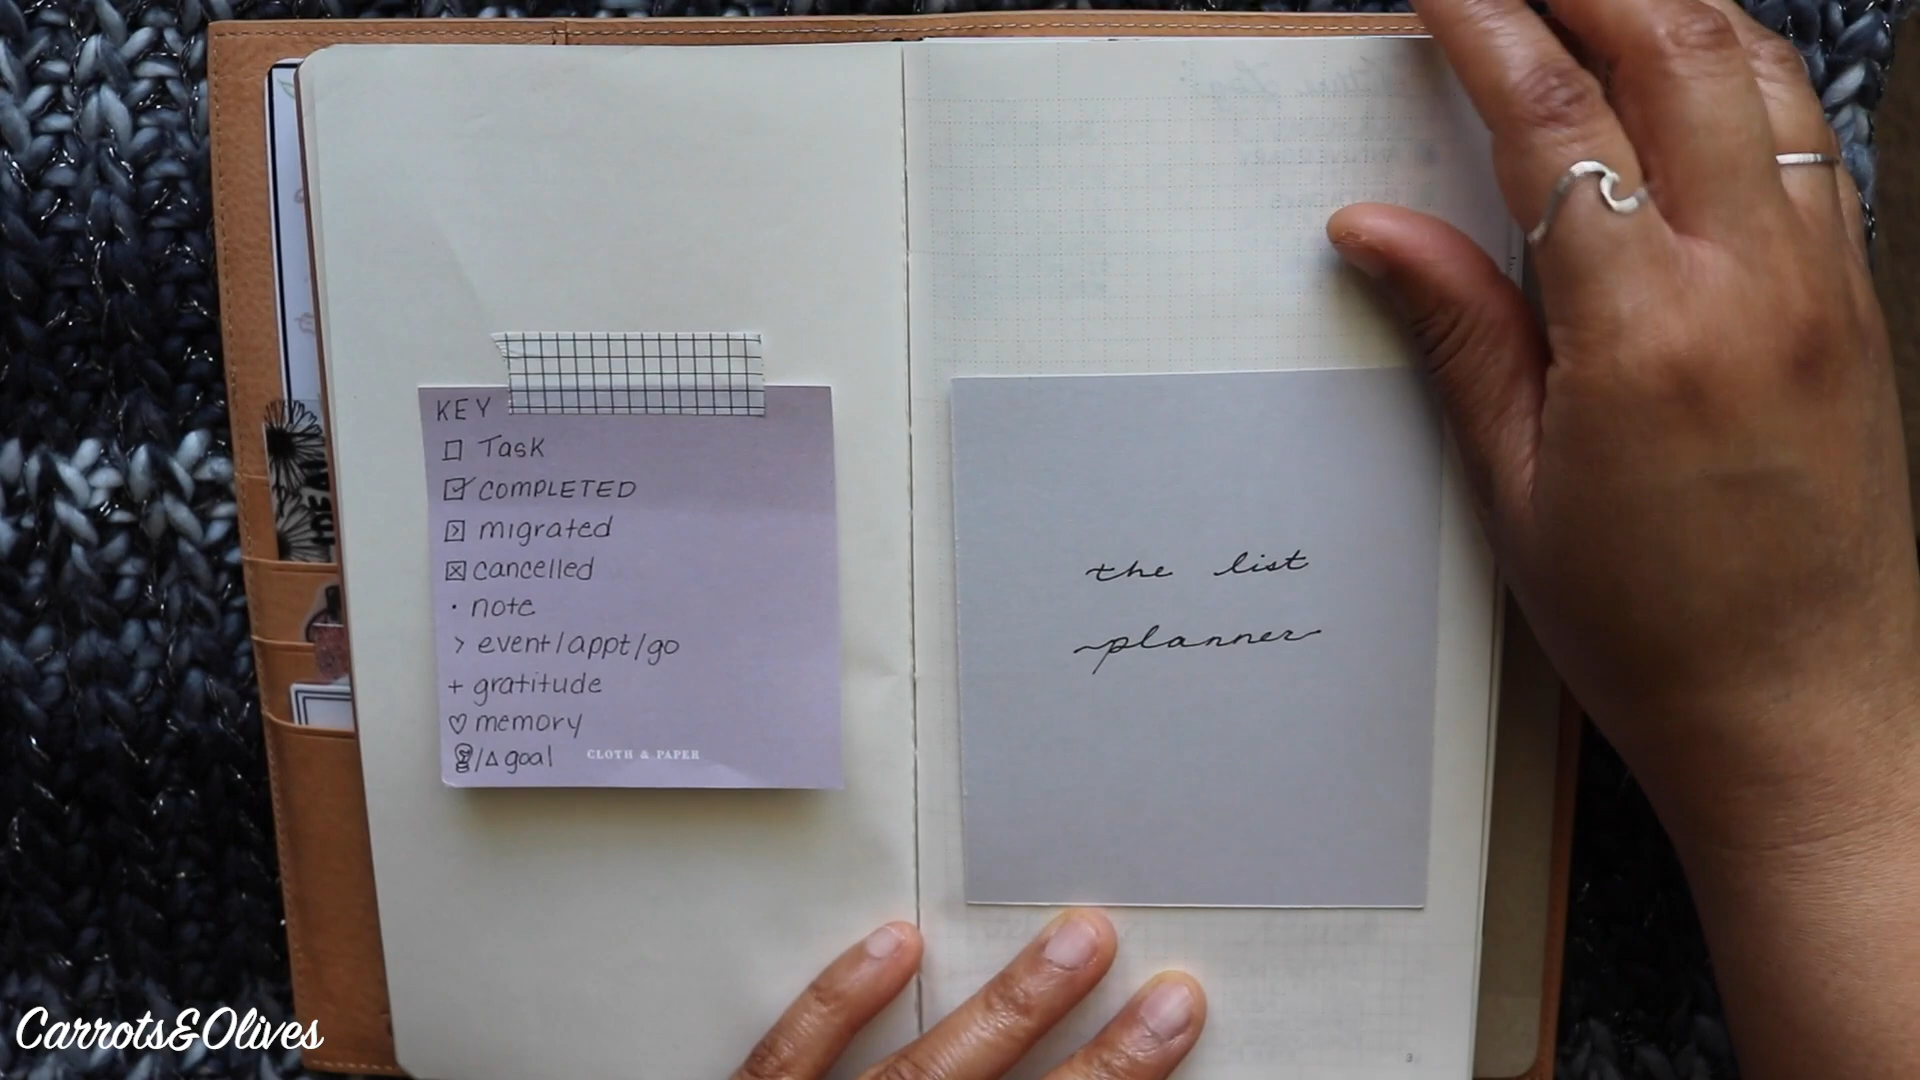 KEY
☐ Task
☑ COMPLETED
migrated
☒ cancelled
· note
> event/appt/go
+ gratitude
♡ memory
/△ goal
CLOTH & PAPER
the list
planner
3
Carrots&Olives